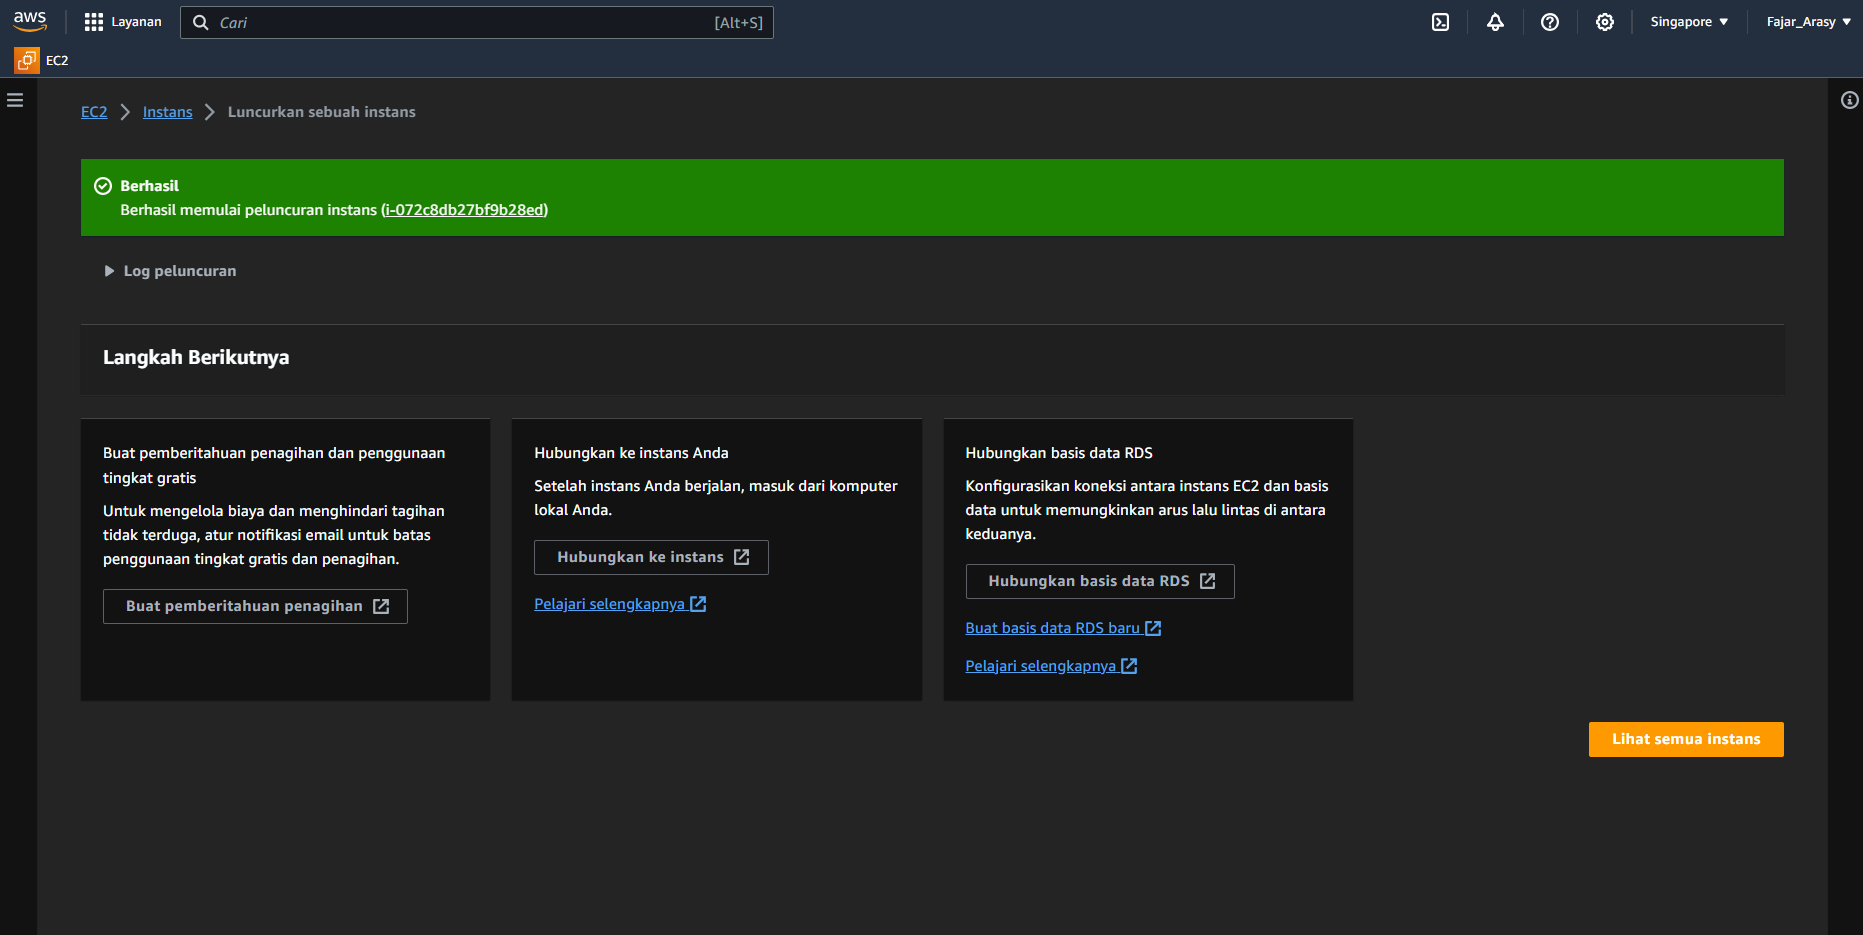 aws
Layanan
Cari
[Alt+S]
Singapore
Fajar_Arasy
EC2
EC2 Instans Luncurkan sebuah instans
Berhasil
Berhasil memulai peluncuran instans (i-072c8db27bf9b28ed)
Log peluncuran
Langkah Berikutnya
Buat pemberitahuan penagihan dan penggunaan
tingkat gratis
Untuk mengelola biaya dan menghindari tagihan
tidak terduga, atur notifikasi email untuk batas
penggunaan tingkat gratis dan penagihan.
Buat pemberitahuan penagihan
Hubungkan ke instans Anda
Setelah instans Anda berjalan, masuk dari komputer
lokal Anda.
Hubungkan ke instans
Pelajari selengkapnya
Hubungkan basis data RDS
Konfigurasikan koneksi antara instans EC2 dan basis
data untuk memungkinkan arus lalu lintas di antara
keduanya.
Hubungkan basis data RDS
Buat basis data RDS baru
Pelajari selengkapnya
Lihat semua instans